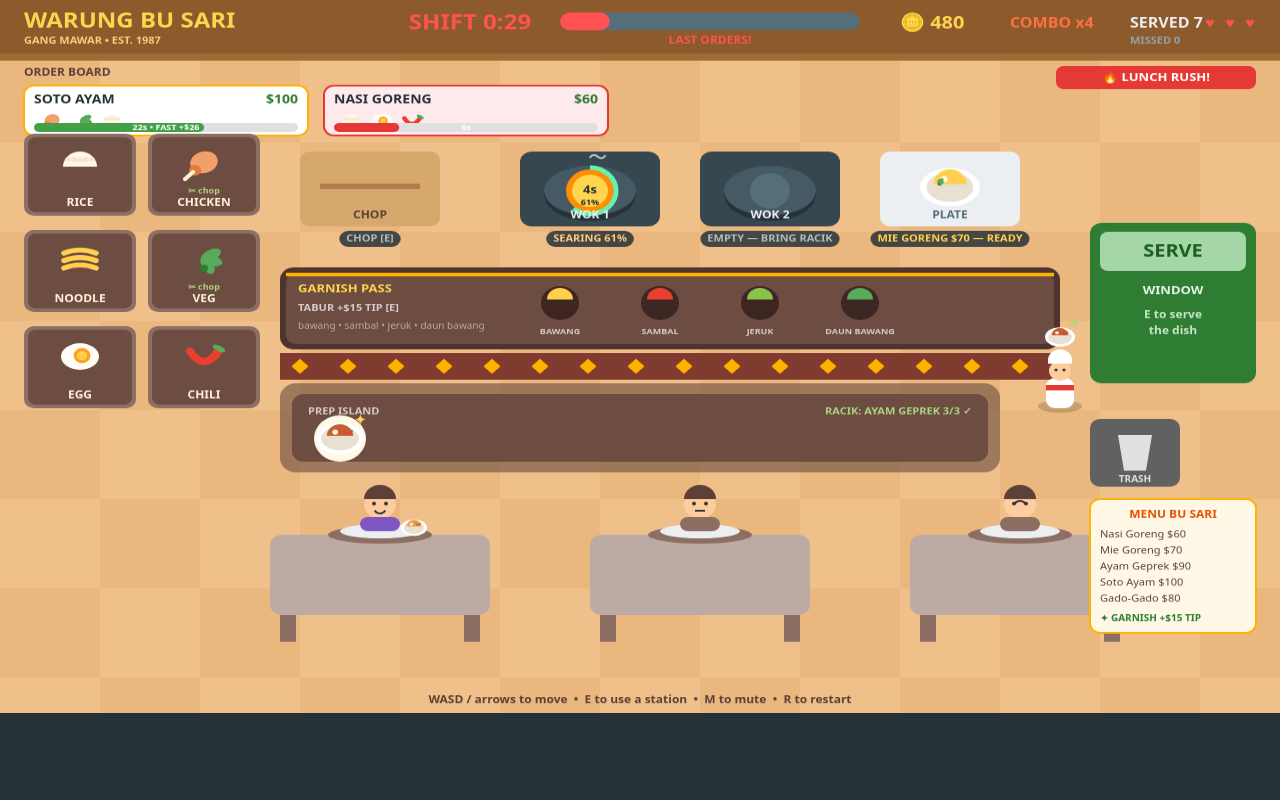 WARUNG BU SARI
GANG MAWAR • EST. 1987
SHIFT 0:29
LAST ORDERS!
480
COMBO x4
SERVED 7
MISSED 0
ORDER BOARD
LUNCH RUSH!
SOTO AYAM $100
22s • FAST +$26
NASI GORENG $60
8s
RICE
✂ chop
CHICKEN
NOODLE
✂ chop
VEG
EGG
CHILI
CHOP
CHOP [E]
4s
61%
WOK 1
SEARING 61%
WOK 2
EMPTY — BRING RACIK
PLATE
MIE GORENG $70 — READY
GARNISH PASS
TABUR +$15 TIP [E]
bawang • sambal • jeruk • daun bawang
BAWANG
SAMBAL
JERUK
DAUN BAWANG
SERVE
WINDOW
E to serve
the dish
PREP ISLAND
RACIK: AYAM GEPREK 3/3 ✓
TRASH
MENU BU SARI
Nasi Goreng $60
Mie Goreng $70
Ayam Geprek $90
Soto Ayam $100
Gado-Gado $80
✦ GARNISH +$15 TIP
WASD / arrows to move • E to use a station • M to mute • R to restart